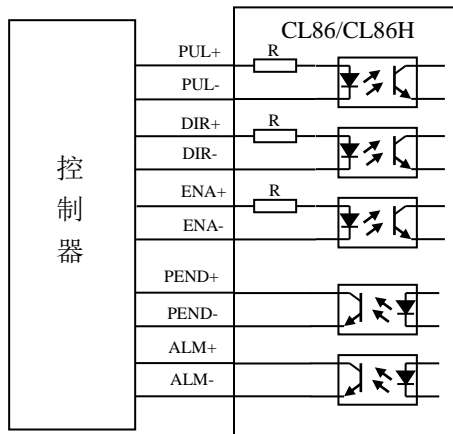 CL86/CL86H
PUL+
R
PUL-
DIR+
R
DIR-
ENA+
R
ENA-
PEND+
PEND-
ALM+
ALM-
控
制
器